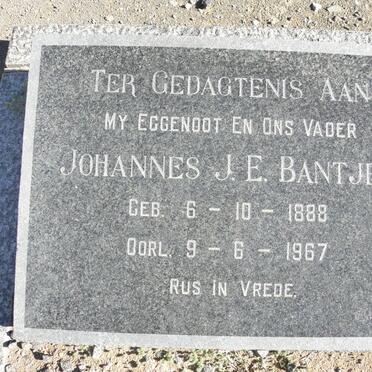 TER GEDAGTENIS AAN
MY EGGENOOT EN ONS VADER
JOHANNES J. E. BANTJE
GEB. 6 - 10 - 1888
OORL. 9 - 6 - 1967
RUS IN VREDE.